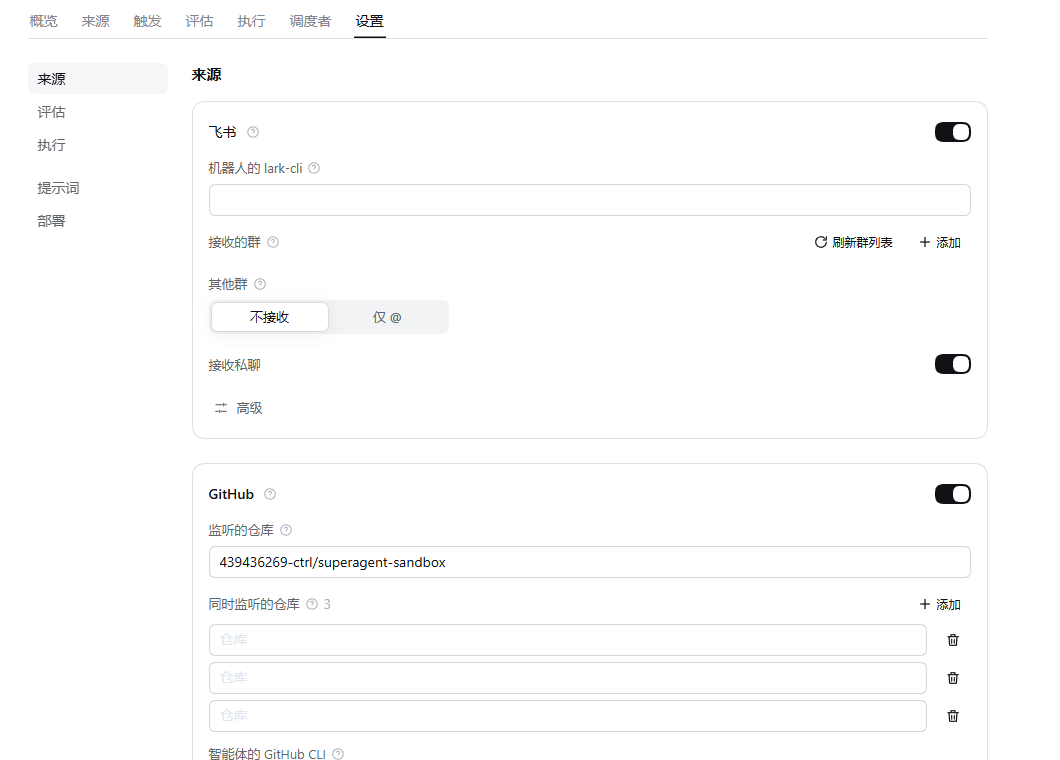 概览 来源 触发 评估 执行 调度者 设置
来源
评估
执行
提示词
部署
来源
飞书
机器人的 lark-cli
接收的群 刷新群列表 + 添加
其他群
不接收 仅 @
接收私聊
高级
GitHub
监听的仓库
439436269-ctrl/superagent-sandbox
同时监听的仓库 3 + 添加
仓库
仓库
仓库
智能体的 GitHub CLI